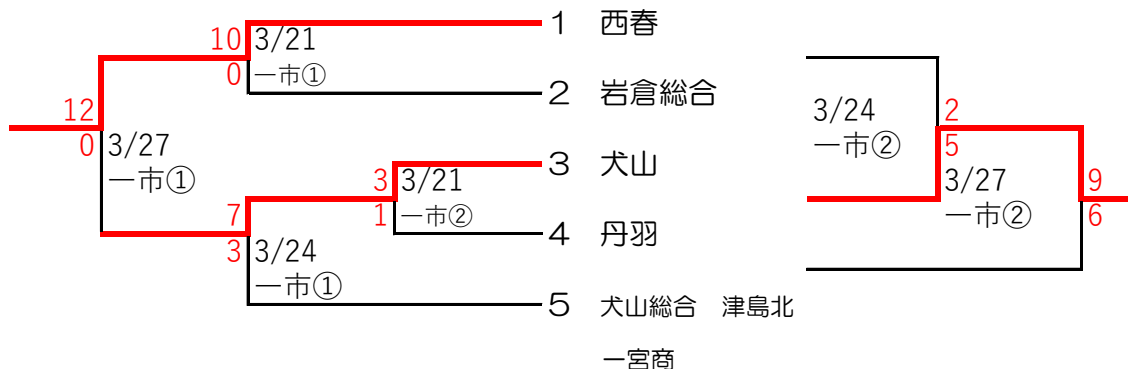 10 3/21 1 西春
0 一市①
2 岩倉総合
12 3/24 2
0 3/27 一市② 5
一市① 3 犬山
3 3/21 3/27 9
7 1 一市② 一市② 6
4 丹羽
3 3/24
一市①
5 犬山総合 津島北
一宮商